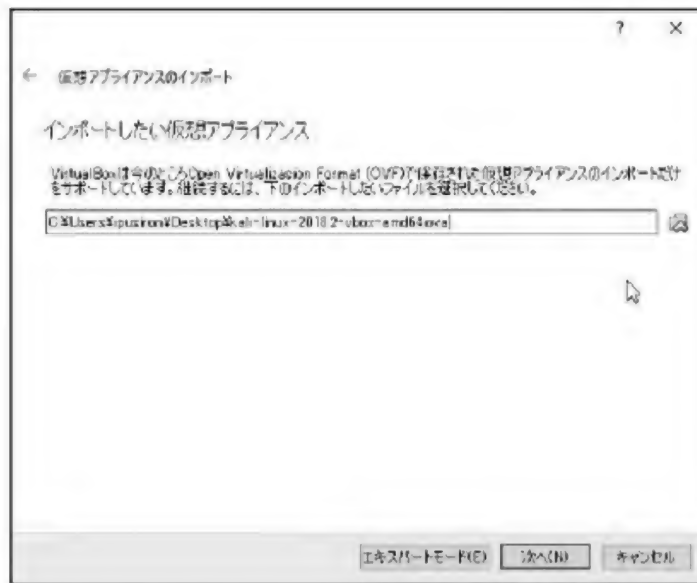 ? ×
← 仮想アプライアンスのインポート
インポートしたい仮想アプライアンス
VirtualBoxは今のところOpen Virtualization Format (OVF)で保存された仮想アプライアンスのインポートだけ
をサポートしています。継続するには、下のインポートしたいファイルを選択してください。
C:¥Users¥ipusiron¥Desktop¥kali-linux-2018.2-vbox-amd64.ova
エキスパートモード(E) 次へ(N) キャンセル